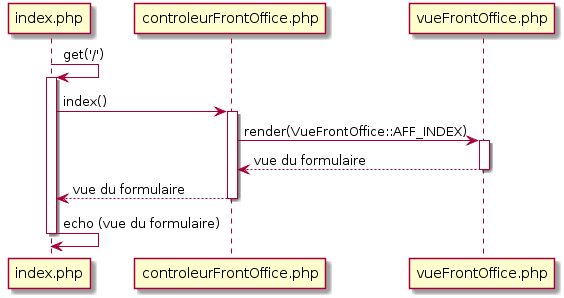 index.php
controleurFrontOffice.php
vueFrontOffice.php
get('/')
index()
render(VueFrontOffice::AFF_INDEX)
vue du formulaire
vue du formulaire
echo (vue du formulaire)
index.php
controleurFrontOffice.php
vueFrontOffice.php